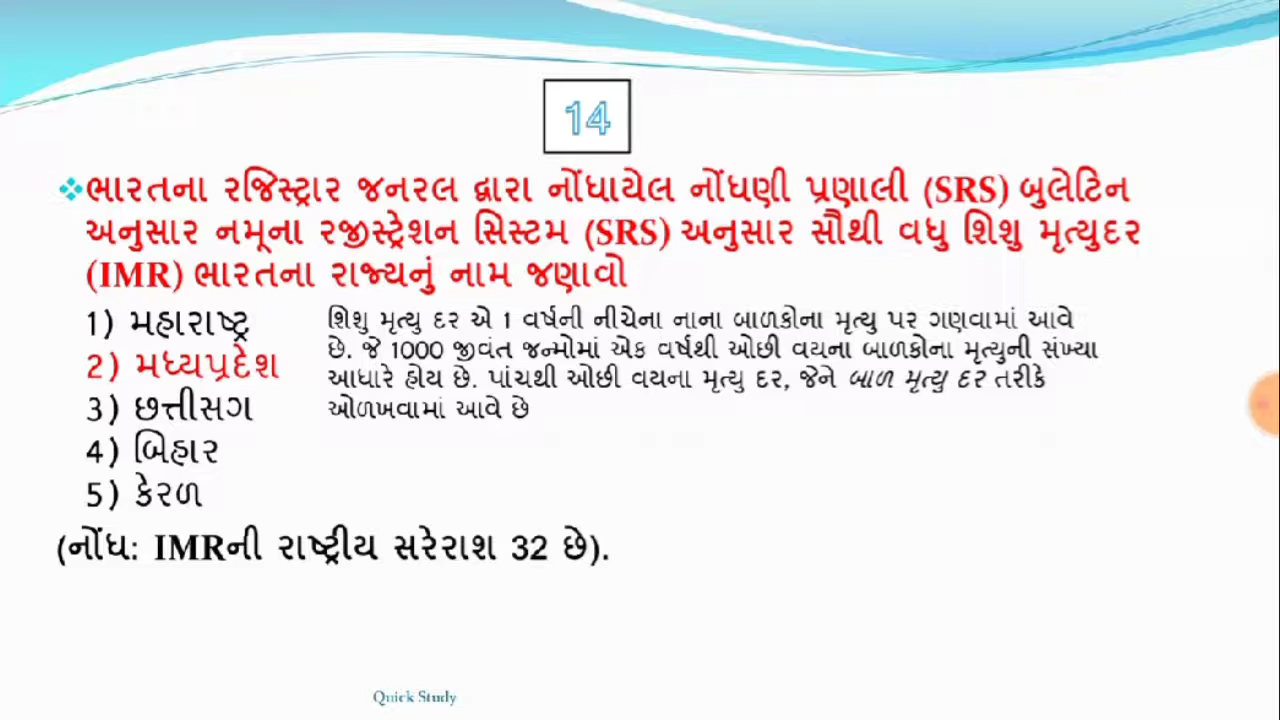 14
ભારતના રજિસ્ટ્રાર જનરલ દ્વારા નોંધાયેલ નોંધણી પ્રણાલી (SRS) બુલેટિન
અનુસાર નમૂના રજીસ્ટ્રેશન સિસ્ટમ (SRS) અનુસાર સૌથી વધુ શિશુ મૃત્યુદર
(IMR) ભારતના રાજ્યનું નામ જણાવો
1) મહારાષ્ટ્ર
2) મધ્યપ્રદેશ
3) છત્તીસગ
4) બિહાર
5) કેરળ
શિશુ મૃત્યુ દર એ 1 વર્ષની નીચેના નાના બાળકોના મૃત્યુ પર ગણવામાં આવે
છે. જે 1000 જીવંત જન્મોમાં એક વર્ષથી ઓછી વયના બાળકોના મૃત્યુની સંખ્યા
આધારે હોય છે. પાંચથી ઓછી વયના મૃત્યુ દર, જેને બાળ મૃત્યુ દર તરીકે
ઓળખવામાં આવે છે
(નોંધ: IMRની રાષ્ટ્રીય સરેરાશ 32 છે).
Quick Study